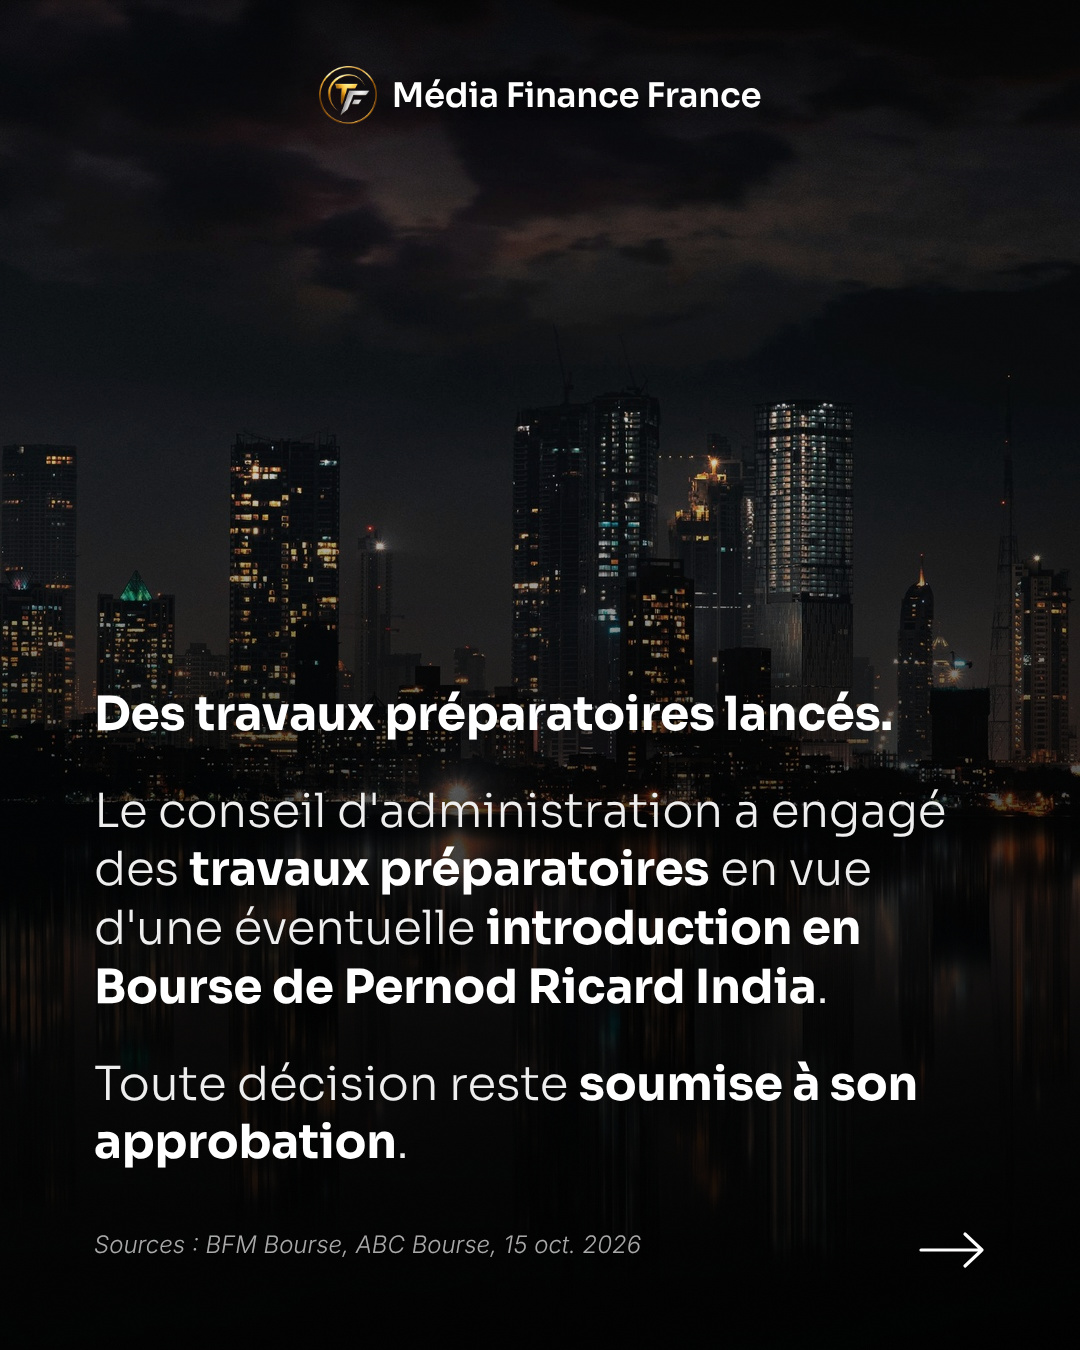 TF
Média Finance France
Des travaux préparatoires lancés.
Le conseil d'administration a engagé
des travaux préparatoires en vue
d'une éventuelle introduction en
Bourse de Pernod Ricard India.
Toute décision reste soumise à son
approbation.
Sources : BFM Bourse, ABC Bourse, 15 oct. 2026